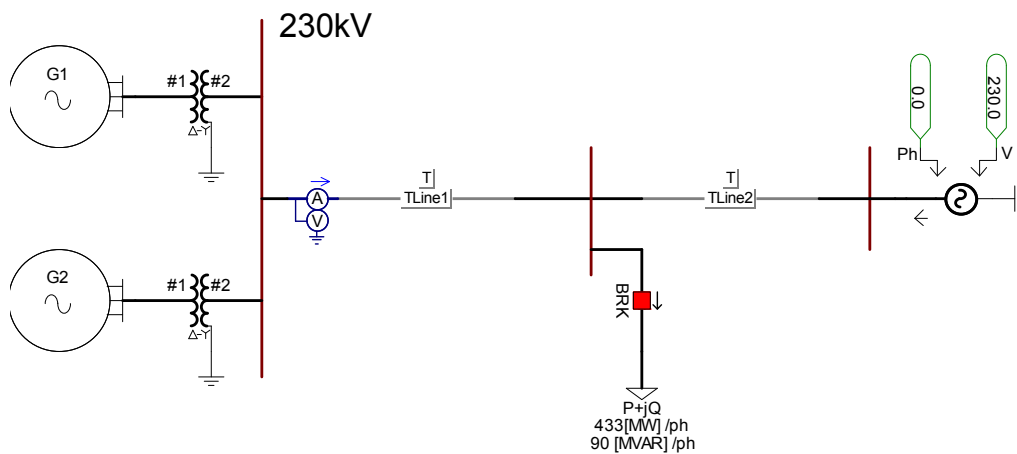 230kV
G1
#1
#2
Δ-Y
0.0
230.0
Ph
V
A
V
T
TLine1
T
TLine2
G2
#1
#2
Δ-Y
BRK
P+jQ
433[MW] /ph
90 [MVAR] /ph